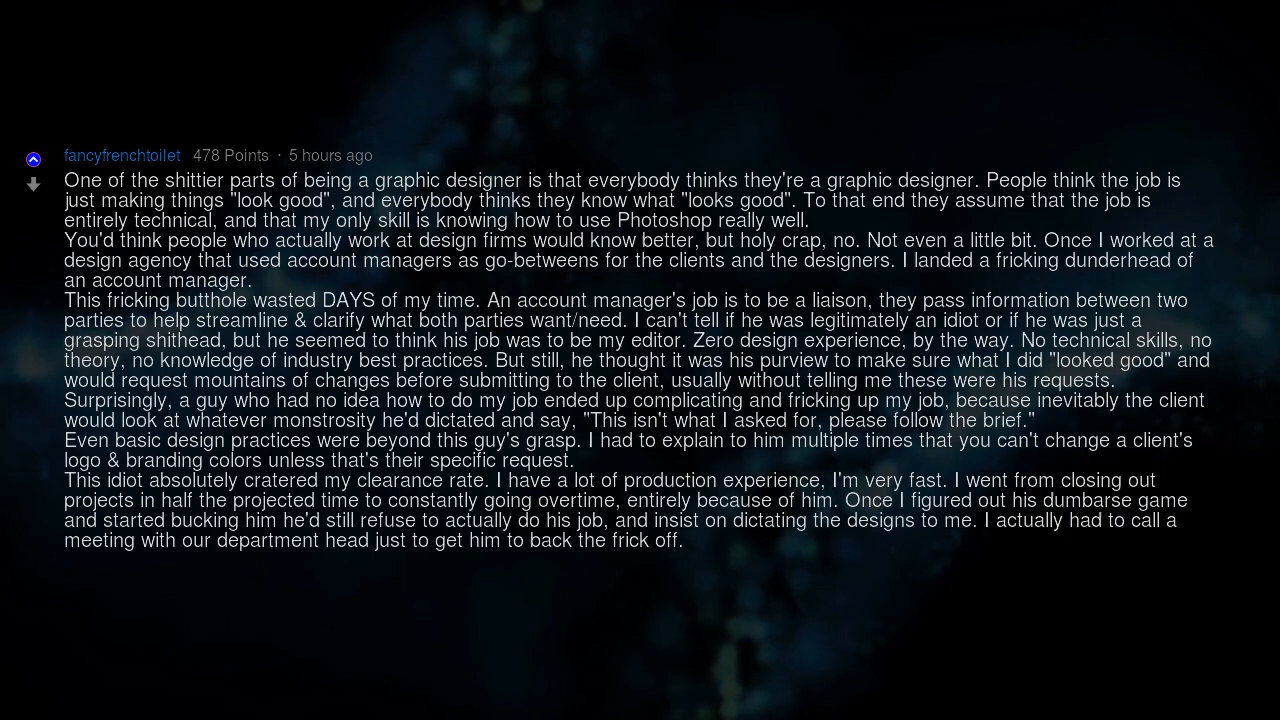 fancyfrenchtoilet 478 Points · 5 hours ago
One of the shittier parts of being a graphic designer is that everybody thinks they're a graphic designer. People think the job is
just making things "look good", and everybody thinks they know what "looks good". To that end they assume that the job is
entirely technical, and that my only skill is knowing how to use Photoshop really well.
You'd think people who actually work at design firms would know better, but holy crap, no. Not even a little bit. Once I worked at a
design agency that used account managers as go-betweens for the clients and the designers. I landed a fricking dunderhead of
an account manager.
This fricking butthole wasted DAYS of my time. An account manager's job is to be a liaison, they pass information between two
parties to help streamline & clarify what both parties want/need. I can't tell if he was legitimately an idiot or if he was just a
grasping shithead, but he seemed to think his job was to be my editor. Zero design experience, by the way. No technical skills, no
theory, no knowledge of industry best practices. But still, he thought it was his purview to make sure what I did "looked good" and
would request mountains of changes before submitting to the client, usually without telling me these were his requests.
Surprisingly, a guy who had no idea how to do my job ended up complicating and fricking up my job, because inevitably the client
would look at whatever monstrosity he'd dictated and say, "This isn't what I asked for, please follow the brief."
Even basic design practices were beyond this guy's grasp. I had to explain to him multiple times that you can't change a client's
logo & branding colors unless that's their specific request.
This idiot absolutely cratered my clearance rate. I have a lot of production experience, I'm very fast. I went from closing out
projects in half the projected time to constantly going overtime, entirely because of him. Once I figured out his dumbarse game
and started bucking him he'd still refuse to actually do his job, and insist on dictating the designs to me. I actually had to call a
meeting with our department head just to get him to back the frick off.